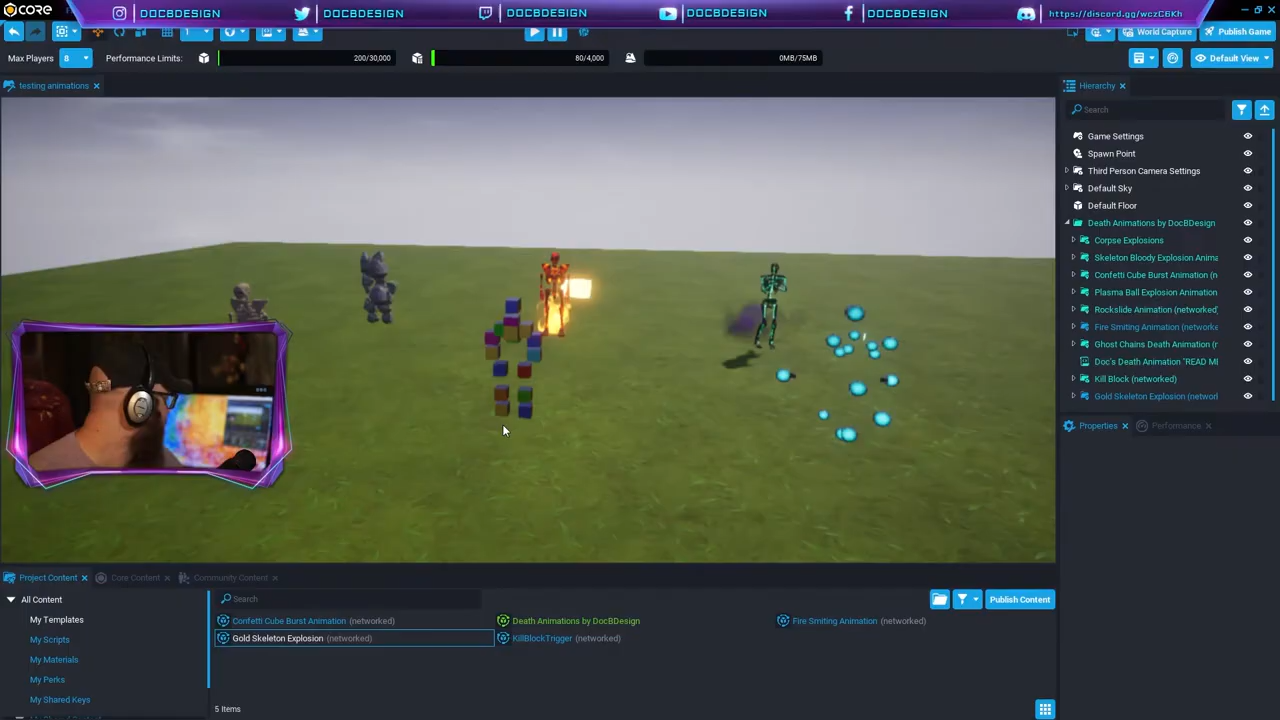 CORE
DOCBDESIGN
DOCBDESIGN
DOCBDESIGN
DOCBDESIGN
DOCBDESIGN
https://discord.gg/wczC6Kh
1
World Capture
Publish Game
Max Players
8
Performance Limits:
200/30,000
80/4,000
0MB/75MB
Default View
testing animations
Hierarchy
Search
Game Settings
Spawn Point
Third Person Camera Settings
Default Sky
Default Floor
Death Animations by DocBDesign
Corpse Explosions
Skeleton Bloody Explosion Anima
Confetti Cube Burst Animation (n
Plasma Ball Explosion Animation
Rockslide Animation (networked)
Fire Smiting Animation (networke
Ghost Chains Death Animation (r
Doc's Death Animation "READ MI
Kill Block (networked)
Gold Skeleton Explosion (networl
Properties
Performance
Project Content
Core Content
Community Content
All Content
My Templates
My Scripts
My Materials
My Perks
My Shared Keys
Search
Publish Content
Confetti Cube Burst Animation (networked)
Death Animations by DocBDesign
Fire Smiting Animation (networked)
Gold Skeleton Explosion (networked)
KillBlockTrigger (networked)
5 Items